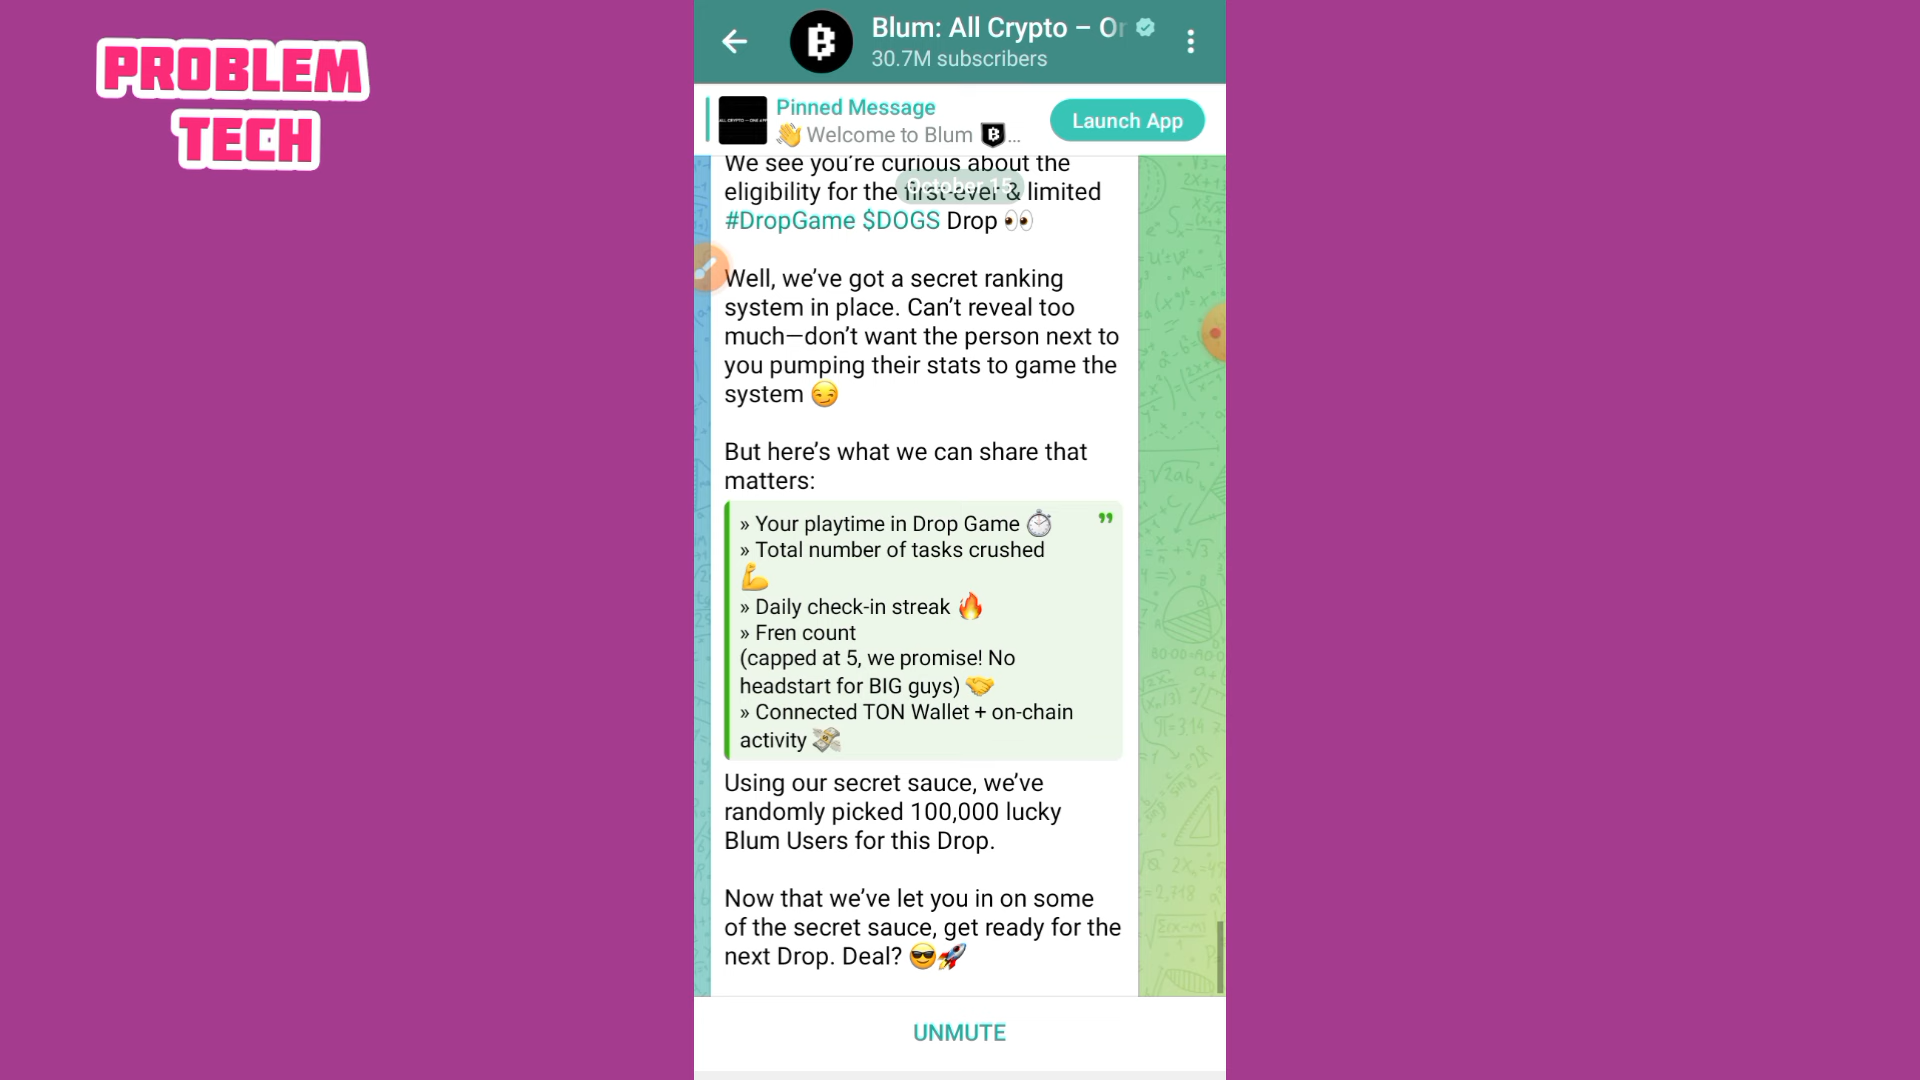 PROBLEM
TECH
Blum: All Crypto – Or
30.7M subscribers
Pinned Message
👋 Welcome to Blum ...
Launch App
We see you’re curious about the
October 15
eligibility for the first-ever & limited
#DropGame $DOGS Drop 👀
Well, we’ve got a secret ranking
system in place. Can’t reveal too
much—don’t want the person next to
you pumping their stats to game the
system 😏
But here’s what we can share that
matters:
» Your playtime in Drop Game ⏱
» Total number of tasks crushed
💪
» Daily check-in streak 🔥
» Fren count
(capped at 5, we promise! No
headstart for BIG guys) 🤝
» Connected TON Wallet + on-chain
activity 💸
Using our secret sauce, we’ve
randomly picked 100,000 lucky
Blum Users for this Drop.
Now that we’ve let you in on some
of the secret sauce, get ready for the
next Drop. Deal? 😎🚀
UNMUTE